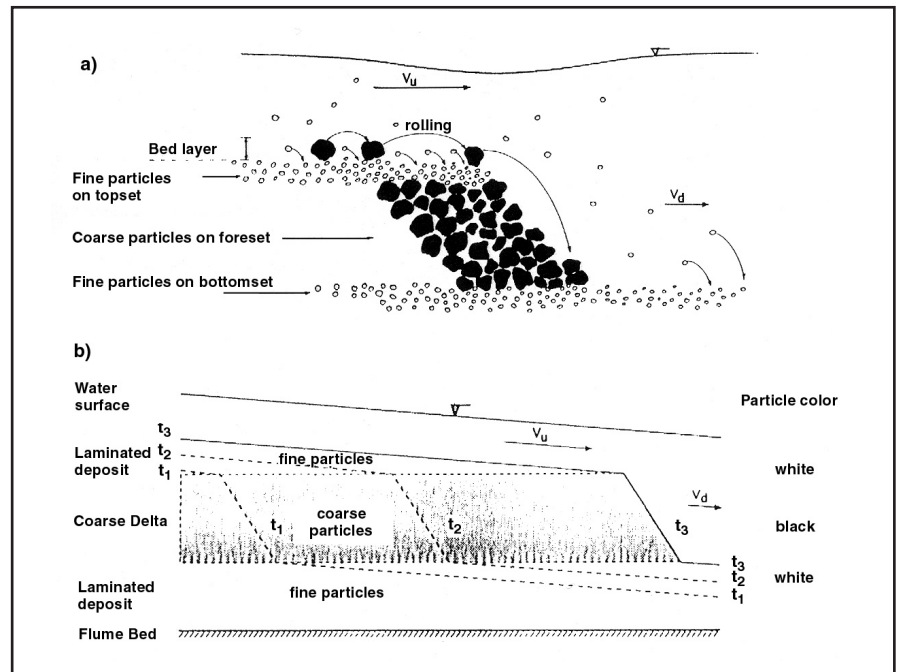 a)
Vu
rolling
Bed layer
Fine particles
on topset
Vd
Coarse particles on foreset
Fine particles on bottomset
b)
Water
surface
Particle color
t3
Vu
Laminated
deposit
t2
fine particles
t1
white
Vd
Coarse Delta
t1
coarse
particles
t2
t3
black
t3
t2
white
t1
Laminated
deposit
fine particles
Flume Bed